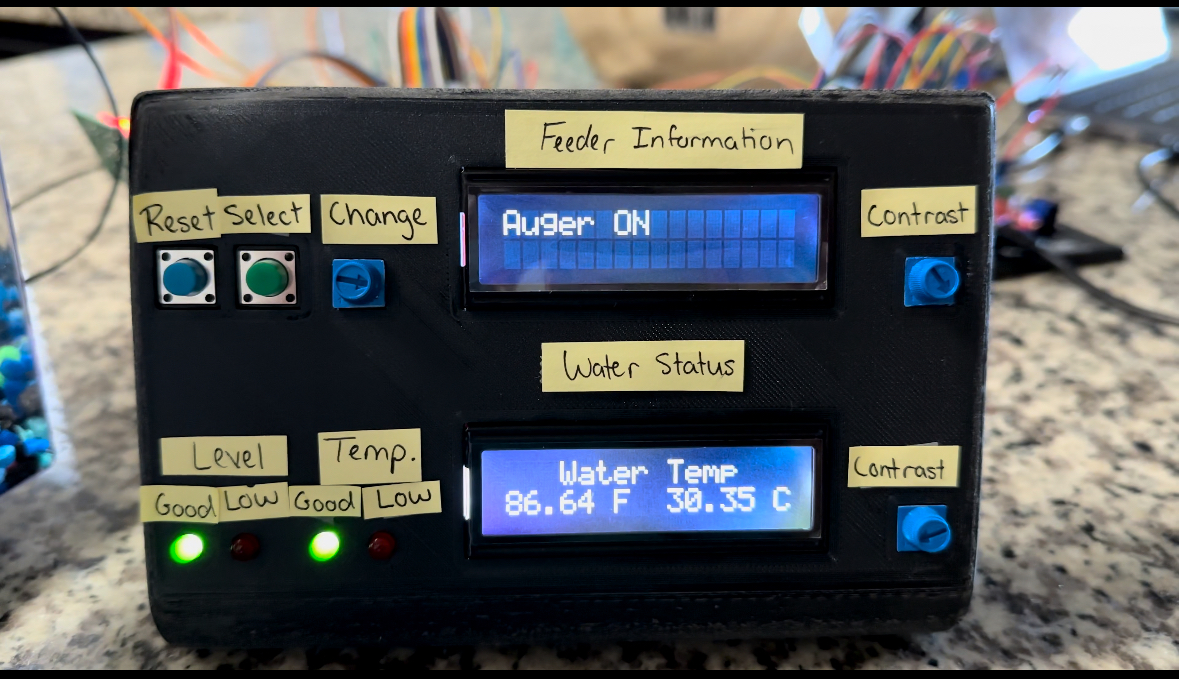 Feeder Information
Reset Select Change
Auger ON
Contrast
Water Status
Level Temp.
Good Low Good Low
Water Temp
86.64 F 30.35 C
Contrast